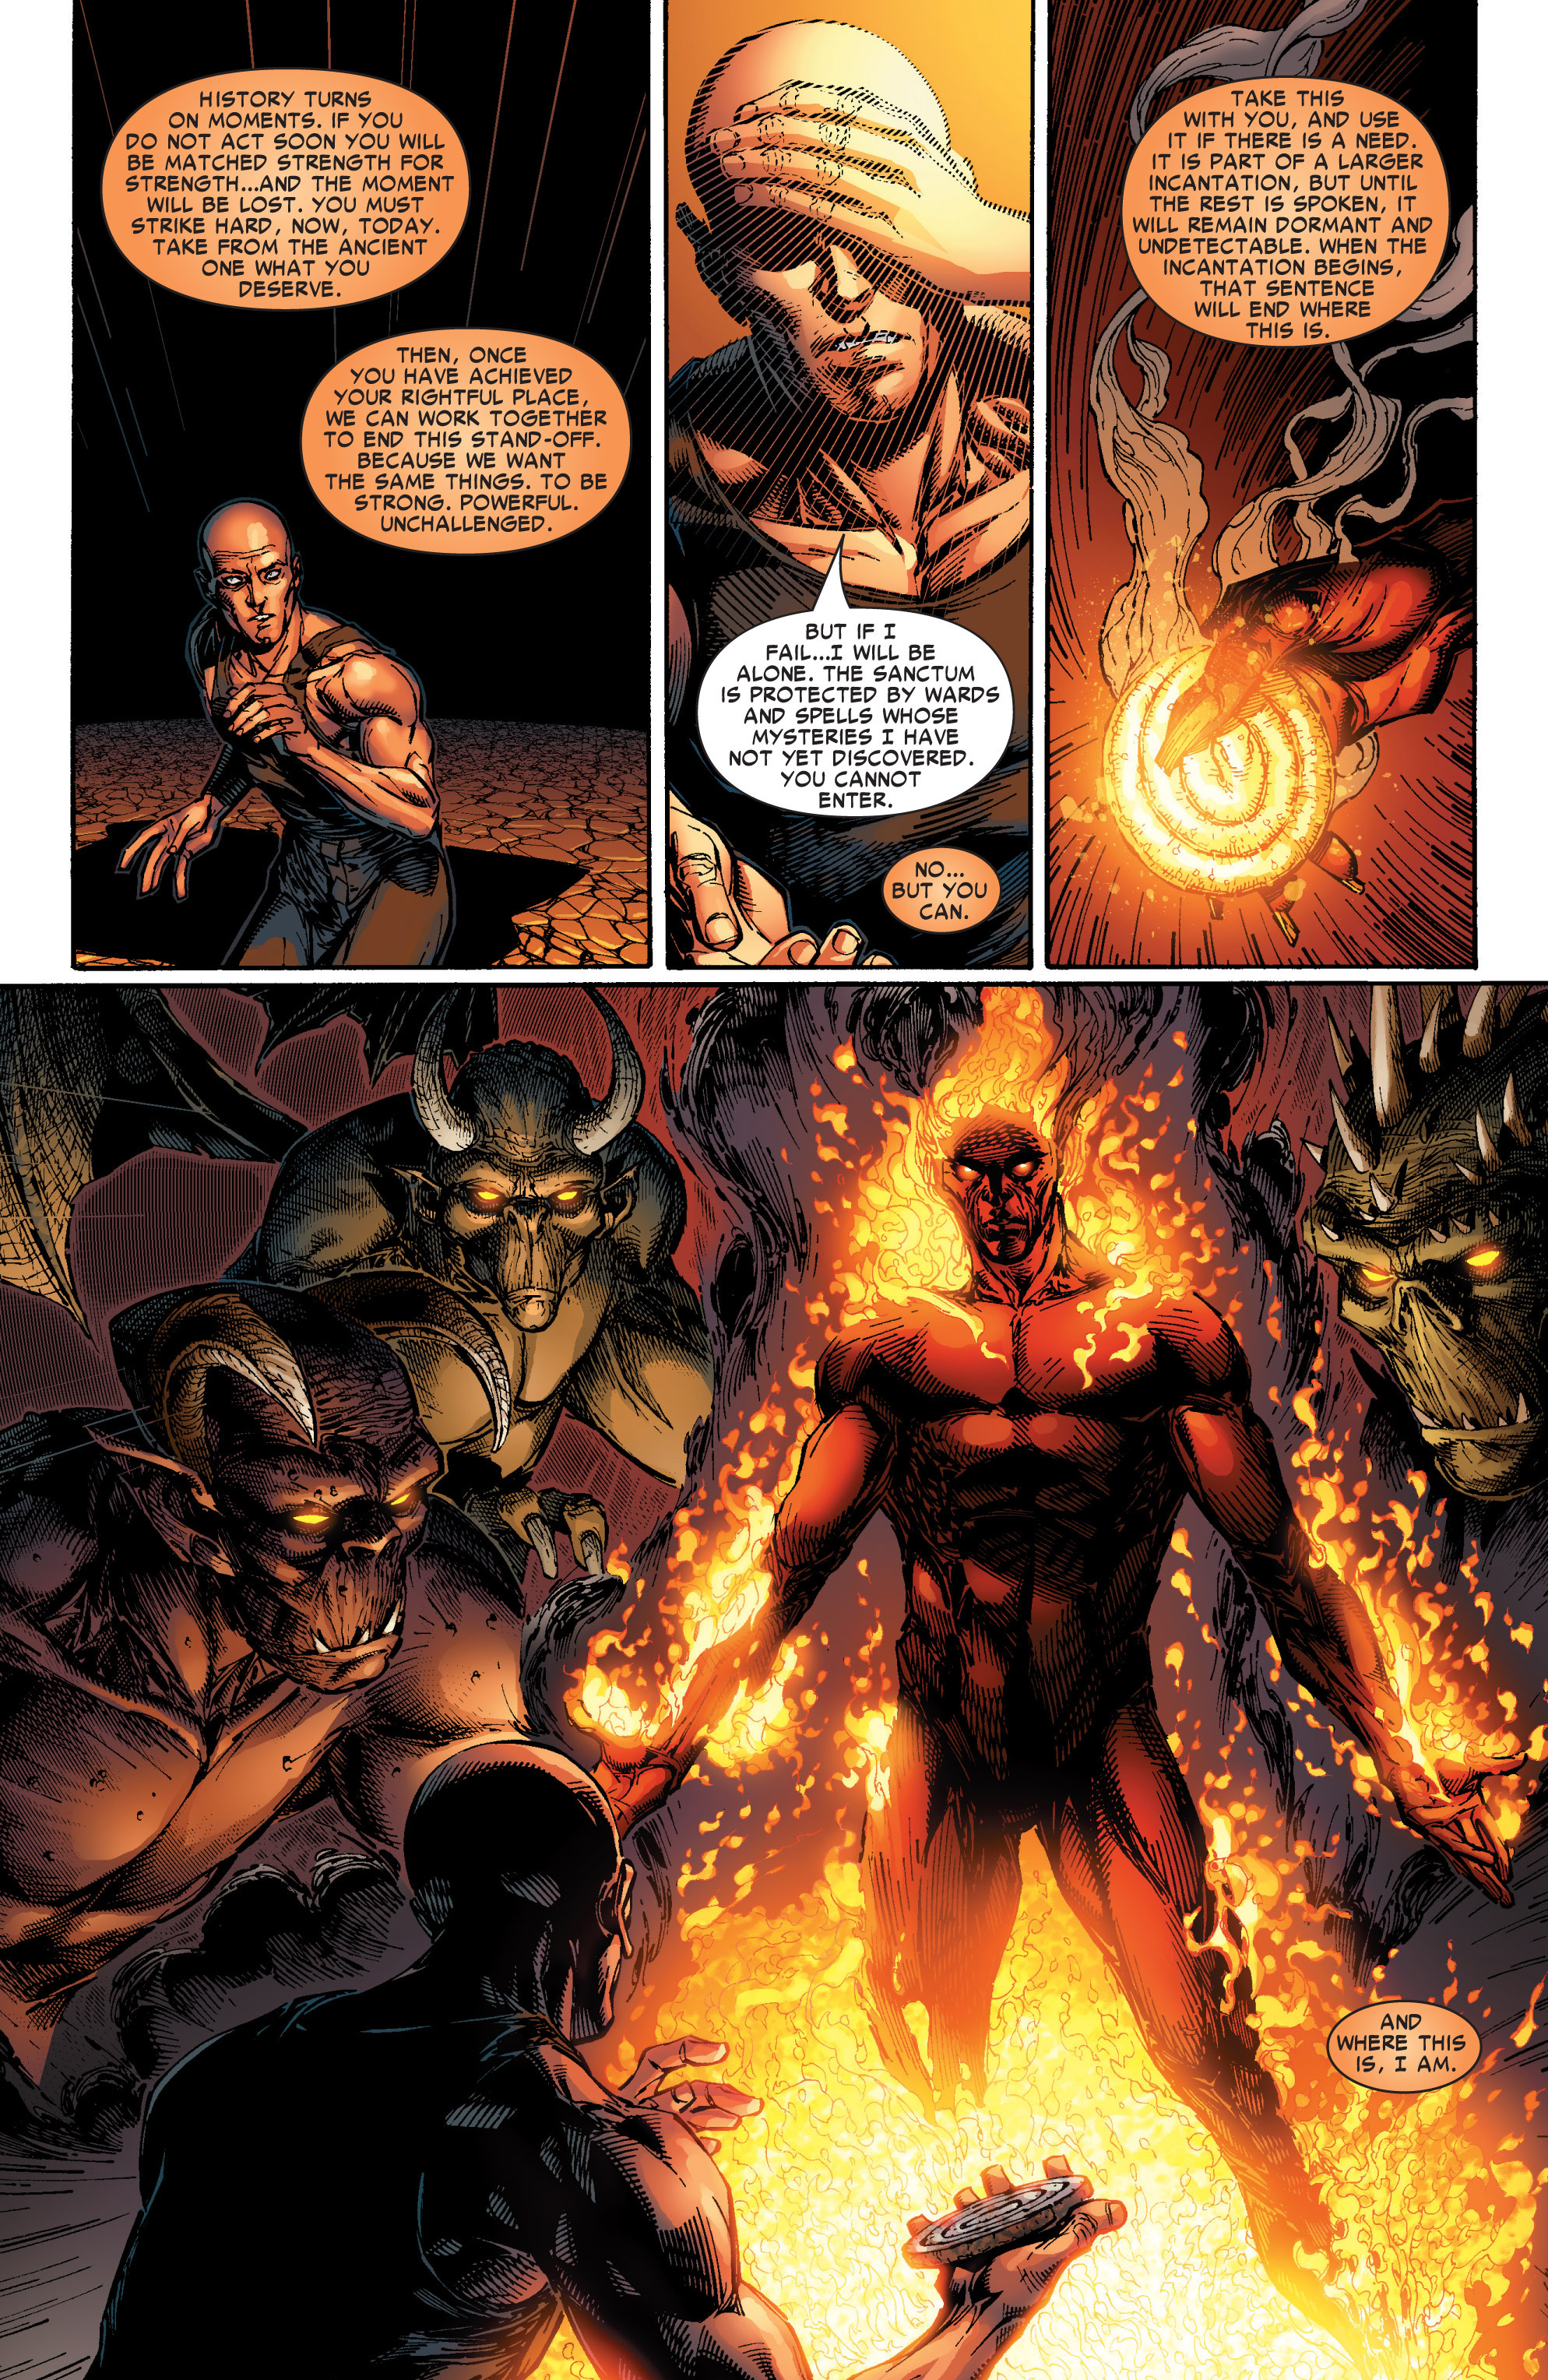 HISTORY TURNS
ON MOMENTS. IF YOU
DO NOT ACT SOON YOU WILL
BE MATCHED STRENGTH FOR
STRENGTH...AND THE MOMENT
WILL BE LOST. YOU MUST
STRIKE HARD, NOW, TODAY.
TAKE FROM THE ANCIENT
ONE WHAT YOU
DESERVE.
THEN, ONCE
YOU HAVE ACHIEVED
YOUR RIGHTFUL PLACE,
WE CAN WORK TOGETHER
TO END THIS STAND-OFF.
BECAUSE WE WANT
THE SAME THINGS. TO BE
STRONG. POWERFUL.
UNCHALLENGED.
BUT IF I
FAIL...I WILL BE
ALONE. THE SANCTUM
IS PROTECTED BY WARDS
AND SPELLS WHOSE
MYSTERIES I HAVE
NOT YET DISCOVERED.
YOU CANNOT
ENTER.
NO...
BUT YOU
CAN.
TAKE THIS
WITH YOU, AND USE
IT IF THERE IS A NEED.
IT IS PART OF A LARGER
INCANTATION, BUT UNTIL
THE REST IS SPOKEN, IT
WILL REMAIN DORMANT AND
UNDETECTABLE. WHEN THE
INCANTATION BEGINS,
THAT SENTENCE
WILL END WHERE
THIS IS.
AND
WHERE THIS
IS, I AM.